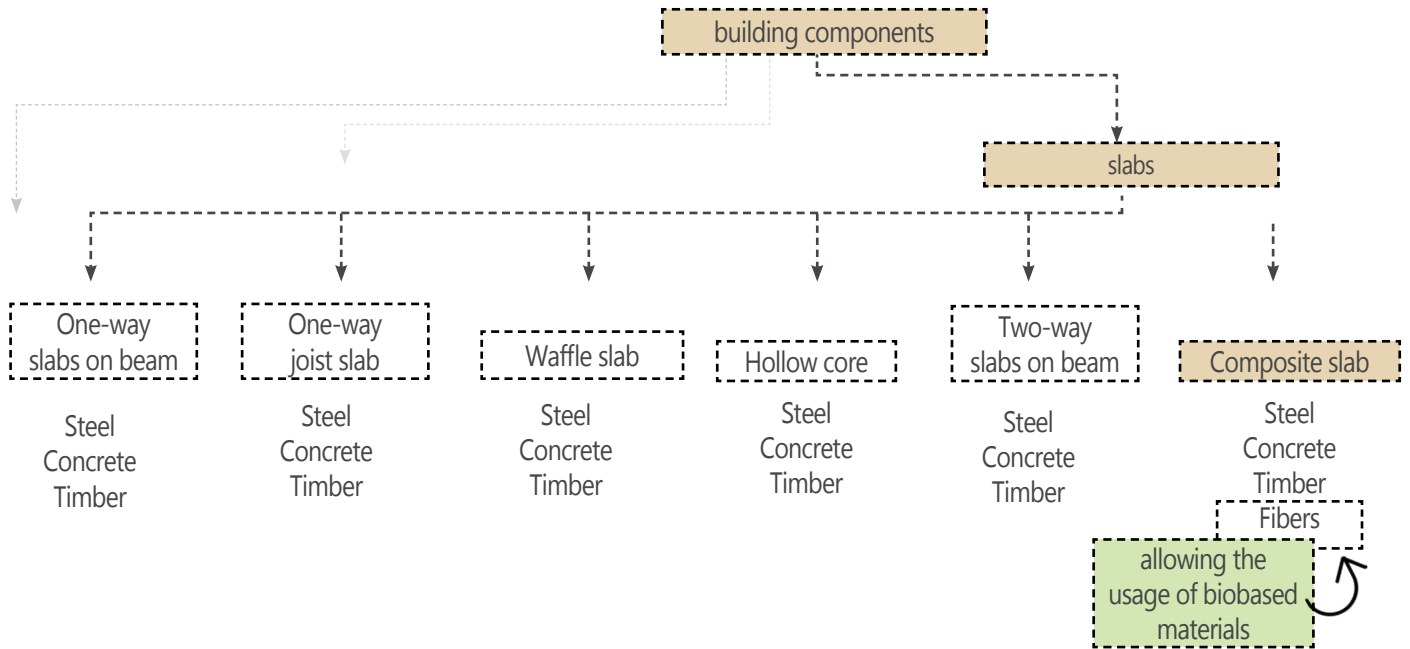 building components
slabs
One-way
slabs on beam
Steel
Concrete
Timber
One-way
joist slab
Steel
Concrete
Timber
Waffle slab
Steel
Concrete
Timber
Hollow core
Steel
Concrete
Timber
Two-way
slabs on beam
Steel
Concrete
Timber
Composite slab
Steel
Concrete
Timber
Fibers
allowing the
usage of biobased
materials